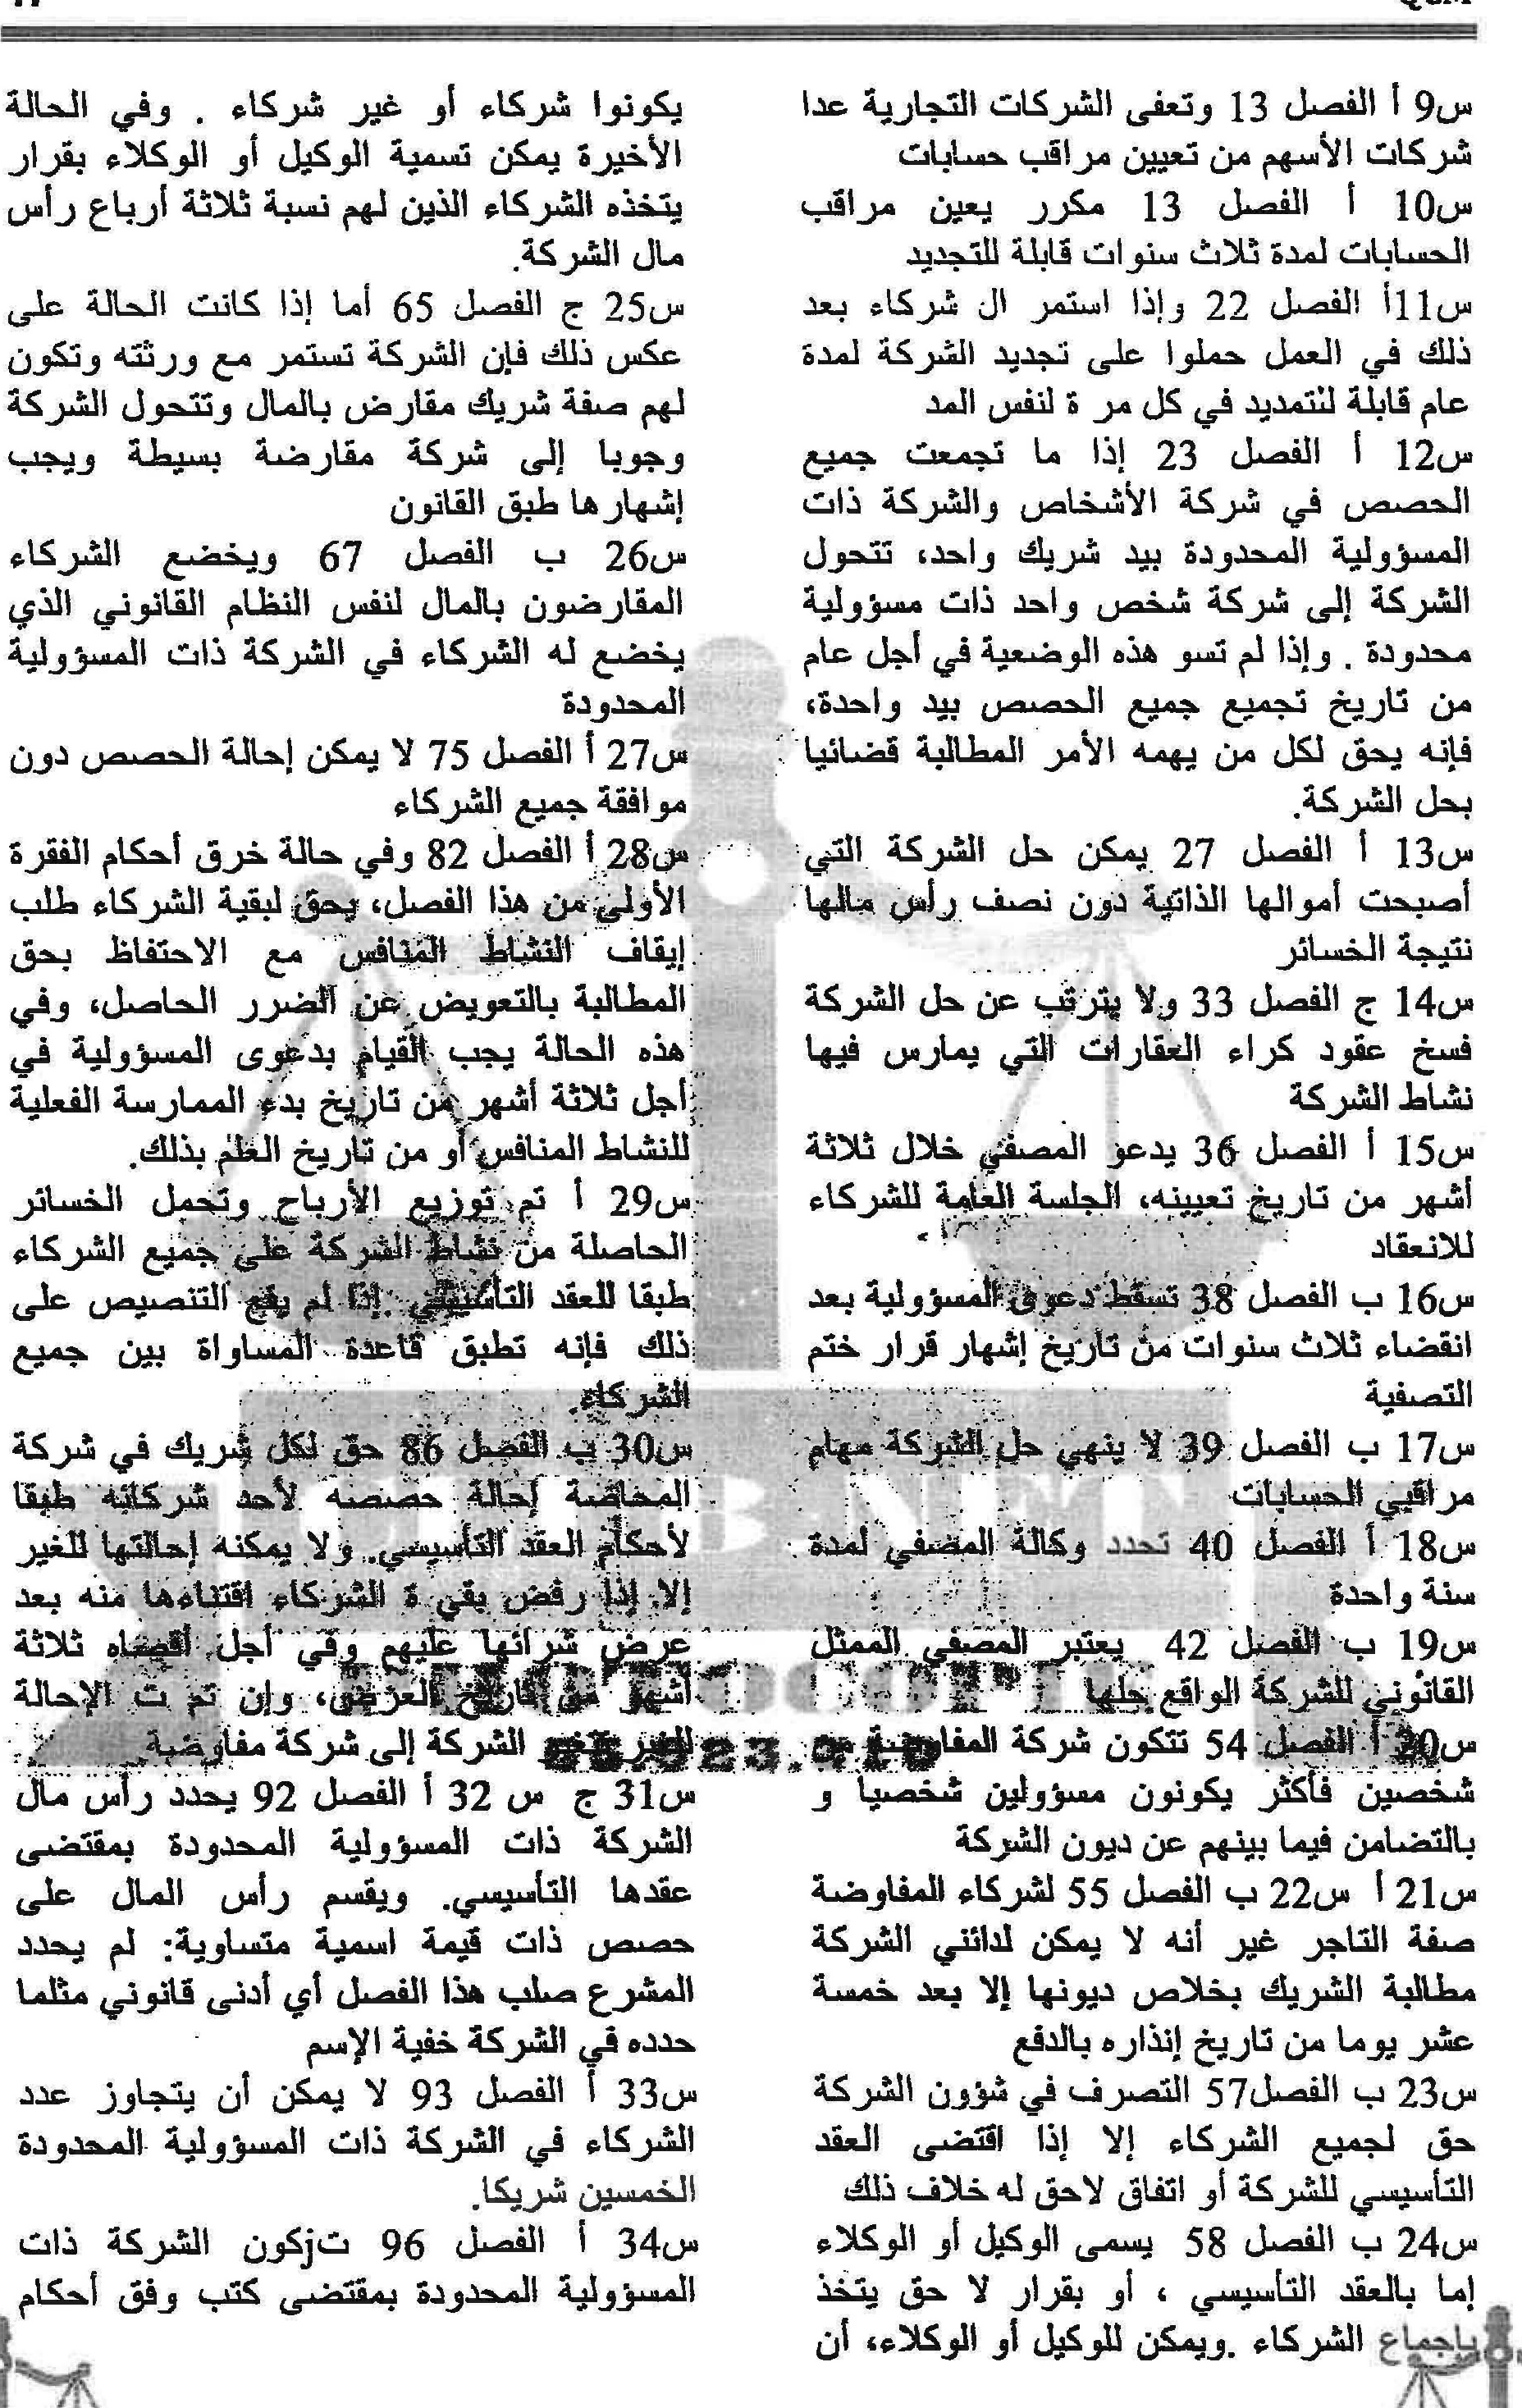 س9 أ الفصل 13 وتعفى الشركات التجارية عدا
شركات الأسهم من تعيين مراقب حسابات
س10 أ الفصل 13 مكرر يعين مراقب
الحسابات لمدة ثلاث سنوات قابلة للتجديد
س11أ الفصل 22 وإذا استمر ال شركاء بعد
ذلك في العمل حملوا على تجديد الشركة لمدة
عام قابلة للتمديد في كل مر ة لنفس المد
س12 أ الفصل 23 إذا ما تجمعت جميع
الحصص في شركة الأشخاص والشركة ذات
المسؤولية المحدودة بيد شريك واحد، تتحول
الشركة إلى شركة شخص واحد ذات مسؤولية
محدودة . وإذا لم تسو هذه الوضعية في أجل عام
من تاريخ تجميع جميع الحصص بيد واحدة،
فإنه يحق لكل من يهمه الأمر المطالبة قضائيا
بحل الشركة.
س13 أ الفصل 27 يمكن حل الشركة التي
أصبحت أموالها الذاتية دون نصف رأس مالها
نتيجة الخسائر
س14 ج الفصل 33 ولا يترتب عن حل الشركة
فسخ عقود كراء العقارات التي يمارس فيها
نشاط الشركة
س15 أ الفصل 36 يدعو المصفي خلال ثلاثة
أشهر من تاريخ تعيينه، الجلسة العامة للشركاء
للانعقاد
س16 ب الفصل 38 تسقط دعوى المسؤولية بعد
انقضاء ثلاث سنوات من تاريخ إشهار قرار ختم
التصفية
س17 ب الفصل 39 لا ينهي حل الشركة مهام
مراقبي الحسابات
س18 أ الفصل 40 تحدد وكالة المصفي لمدة
سنة واحدة
س19 ب الفصل 42 يعتبر المصفي الممثل
القانوني للشركة الواقع حلها
س20 أ الفصل 54 تتكون شركة المفاوضة من
شخصين فأكثر يكونون مسؤولين شخصيا و
بالتضامن فيما بينهم عن ديون الشركة
س21 أ س22 ب الفصل 55 لشركاء المفاوضة
صفة التاجر غير أنه لا يمكن لدائني الشركة
مطالبة الشريك بخلاص ديونها إلا بعد خمسة
عشر يوما من تاريخ إنذاره بالدفع
س23 ب الفصل57 التصرف في شؤون الشركة
حق لجميع الشركاء إلا إذا اقتضى العقد
التأسيسي للشركة أو اتفاق لاحق له خلاف ذلك
س24 ب الفصل 58 يسمى الوكيل أو الوكلاء
إما بالعقد التأسيسي ، أو بقرار لا حق يتخذ
بإجماع الشركاء .ويمكن للوكيل أو الوكلاء، أن
يكونوا شركاء أو غير شركاء . وفي الحالة
الأخيرة يمكن تسمية الوكيل أو الوكلاء بقرار
يتخذه الشركاء الذين لهم نسبة ثلاثة أرباع رأس
مال الشركة.
س25 ج الفصل 65 أما إذا كانت الحالة على
عكس ذلك فإن الشركة تستمر مع ورثته وتكون
لهم صفة شريك مقارض بالمال وتتحول الشركة
وجوبا إلى شركة مقارضة بسيطة ويجب
إشهارها طبق القانون
س26 ب الفصل 67 ويخضع الشركاء
المقارضون بالمال لنفس النظام القانوني الذي
يخضع له الشركاء في الشركة ذات المسؤولية
المحدودة
س27 أ الفصل 75 لا يمكن إحالة الحصص دون
موافقة جميع الشركاء
س28 أ الفصل 82 وفي حالة خرق أحكام الفقرة
الأولى من هذا الفصل، يحق لبقية الشركاء طلب
إيقاف النشاط المنافس مع الاحتفاظ بحق
المطالبة بالتعويض عن الضرر الحاصل، وفي
هذه الحالة يجب القيام بدعوى المسؤولية في
أجل ثلاثة أشهر من تاريخ بدء الممارسة الفعلية
للنشاط المنافس أو من تاريخ العلم بذلك.
س29 أ تم توزيع الأرباح وتحمل الخسائر
الحاصلة من نشاط الشركة على جميع الشركاء
طبقا للعقد التأسيسي .إذا لم يقع التنصيص على
ذلك فإنه تطبق قاعدة المساواة بين جميع
الشركاء.
س30 ب الفصل 86 حق لكل شريك في شركة
المحاصة إحالة حصصه لأحد شركائه طبقا
لأحكام العقد التأسيسي. ولا يمكنه إحالتها للغير
إلا إذا رفض بقي ة الشركاء اقتناءها منه بعد
عرض شرائها عليهم وفي أجل أقصاه ثلاثة
أشهر من تاريخ العرض، وإن تم ت الإحالة
للغير الشركة إلى شركة مفاوضة
س31 ج س 32 أ الفصل 92 يحدد رأس مال
الشركة ذات المسؤولية المحدودة بمقتضى
عقدها التأسيسي. ويقسم رأس المال على
حصص ذات قيمة اسمية متساوية: لم يحدد
المشرع صلب هذا الفصل أي أدنى قانوني مثلما
حدده في الشركة خفية الإسم
س33 أ الفصل 93 لا يمكن أن يتجاوز عدد
الشركاء في الشركة ذات المسؤولية المحدودة
الخمسين شريكا.
س34 أ الفصل 96 تjكون الشركة ذات
المسؤولية المحدودة بمقتضى كتب وفق أحكام